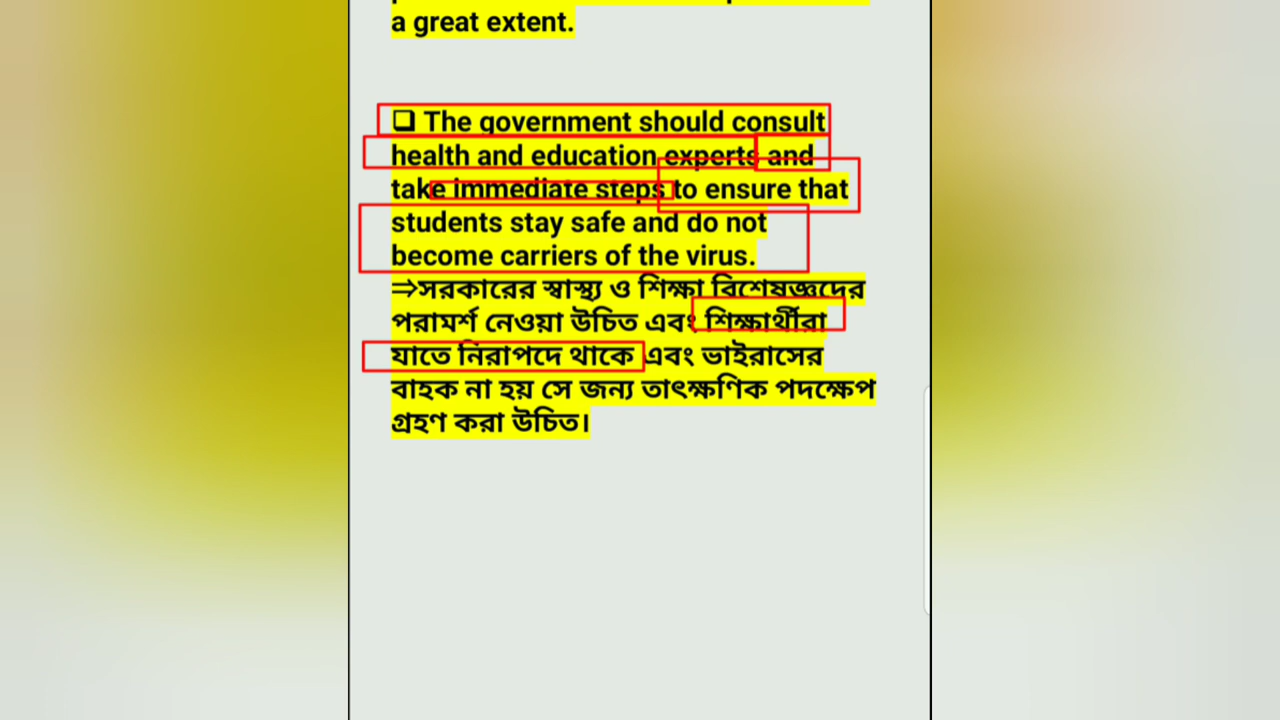 a great extent.
❑ The government should consult
health and education experts and
take immediate steps to ensure that
students stay safe and do not
become carriers of the virus.
⇒সরকারের স্বাস্থ্য ও শিক্ষা বিশেষজ্ঞদের
পরামর্শ নেওয়া উচিত এবং শিক্ষার্থীরা
যাতে নিরাপদে থাকে এবং ভাইরাসের
বাহক না হয় সে জন্য তাৎক্ষণিক পদক্ষেপ
গ্রহণ করা উচিত।